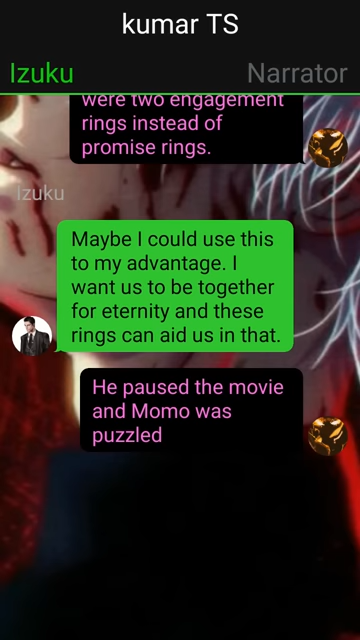 kumar TS
Izuku
Narrator
were two engagement
rings instead of
promise rings.
Izuku
Maybe I could use this
to my advantage. I
want us to be together
for eternity and these
rings can aid us in that.
He paused the movie
and Momo was
puzzled